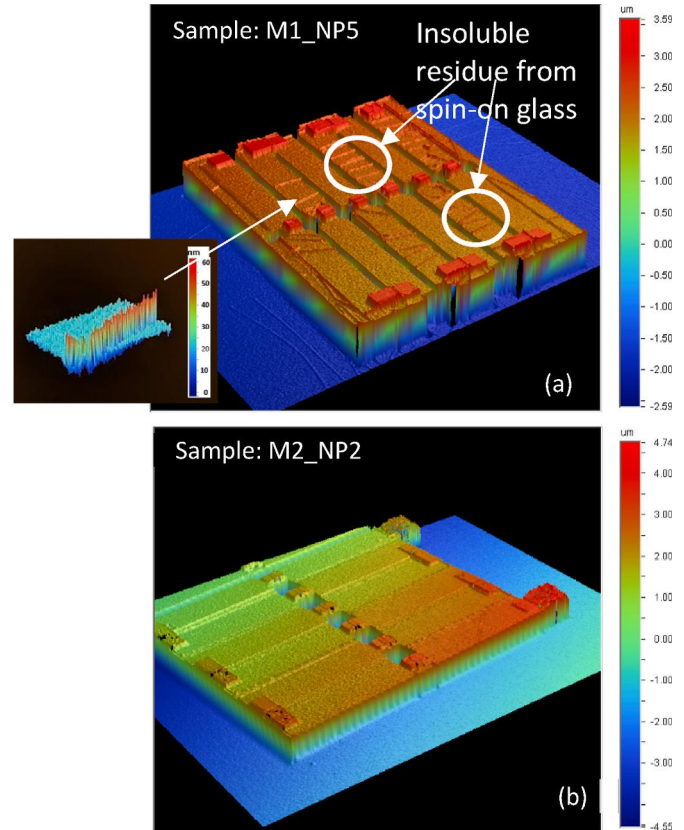 um
Sample: M1_NP5
Insoluble
residue from
spin-on glass
3.59
3.00
2.50
2.00
1.50
1.00
0.50
0.00
-0.50
-1.00
-1.50
-2.00
-2.59
nm
60
50
40
30
20
10
0
(a)
um
Sample: M2_NP2
4.74
3.00
2.00
1.00
0.00
-1.00
-2.00
-3.00
-4.55
(b)